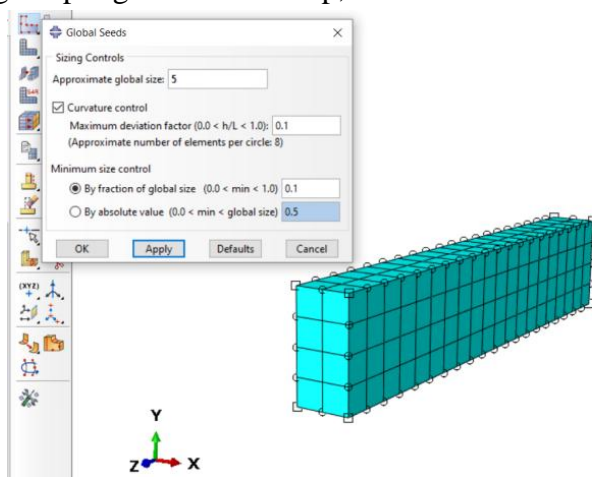 Global Seeds
Sizing Controls
Approximate global size: 5
Curvature control
Maximum deviation factor (0.0 < h/L < 1.0): 0.1
(Approximate number of elements per circle: 8)
Minimum size control
By fraction of global size (0.0 < min < 1.0) 0.1
By absolute value (0.0 < min < global size) 0.5
OK Apply Defaults Cancel
(XYZ)
Y
Z X